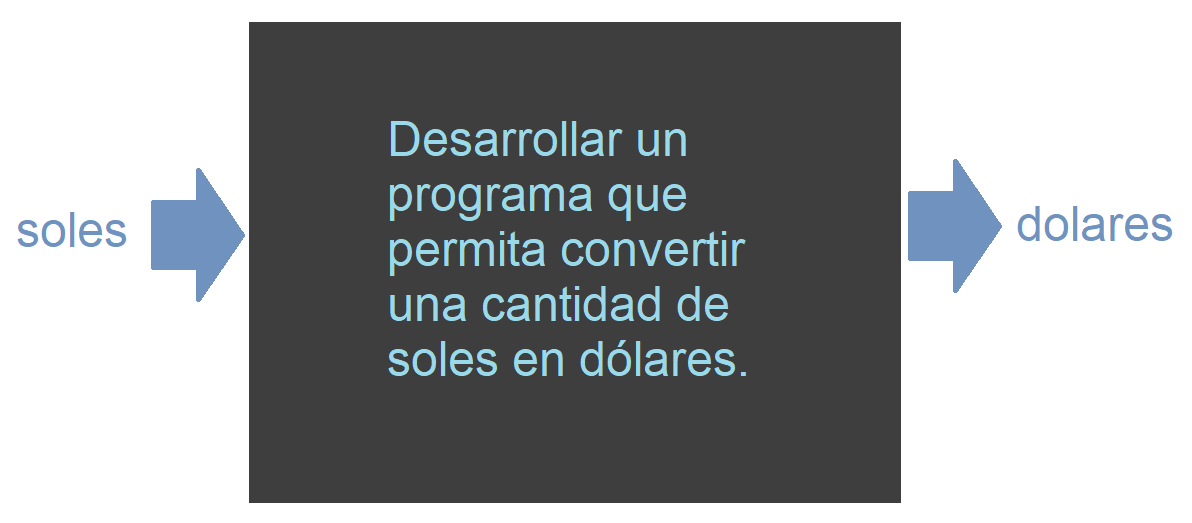 soles
Desarrollar un
programa que
permita convertir
una cantidad de
soles en dólares.
dolares